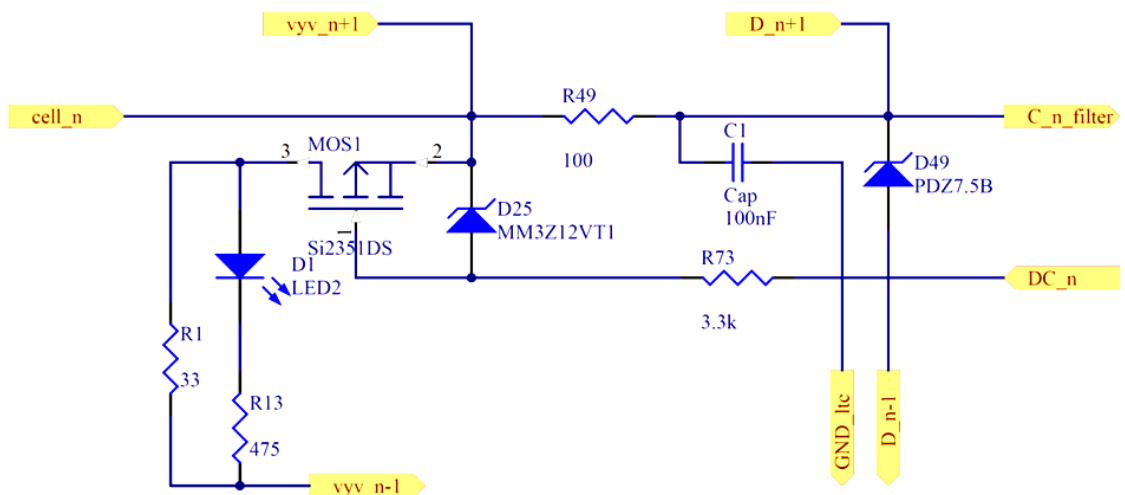 vyv_n+1
D_n+1
cell_n
R49
C_n_filter
MOS1
C1
3
2
100
D49
PDZ7.5B
Cap
100nF
D25
MM3Z12VT1
1
Si2351DS
D1
LED2
R73
DC_n
3.3k
R1
33
R13
475
GND_ltc
D_n-1
vyv_n-1